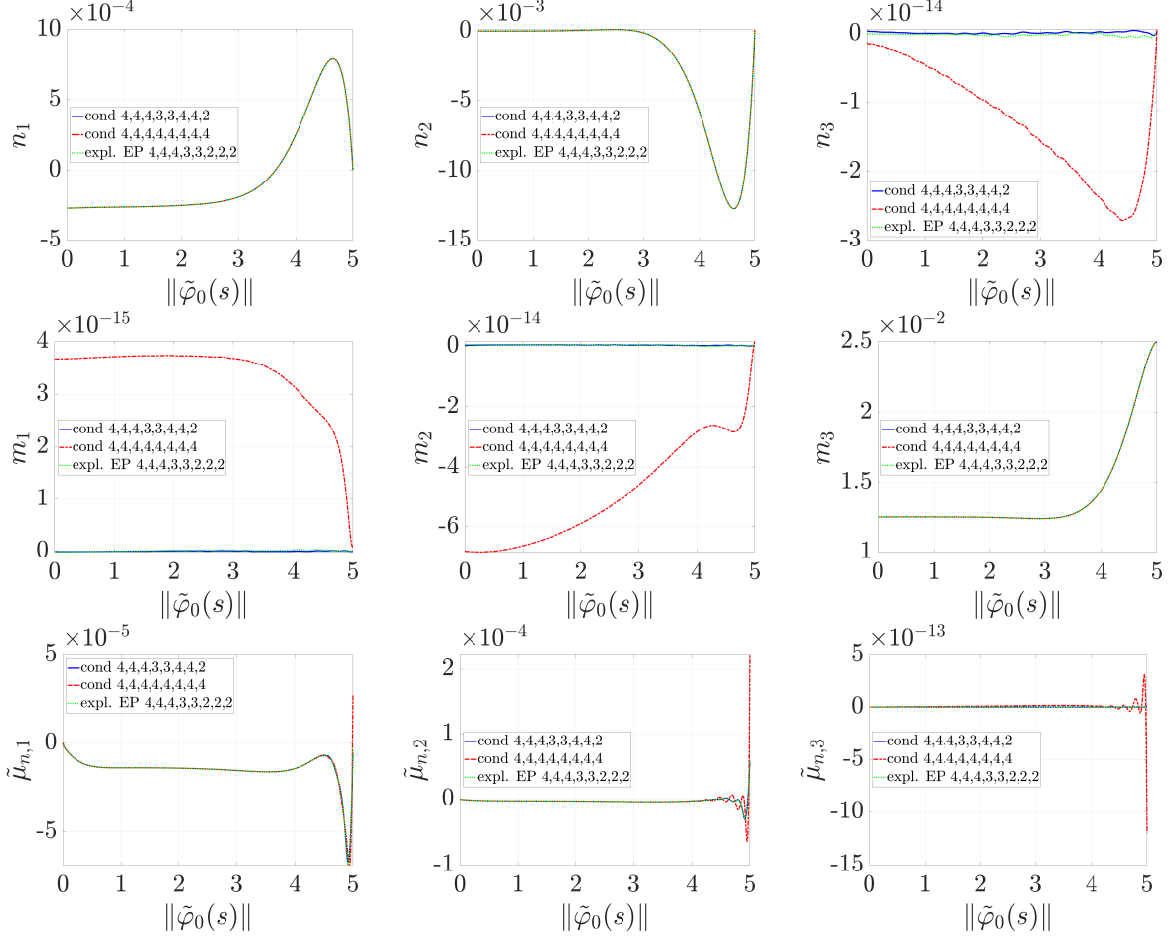 ×10⁻⁴
10
5
0
-5
n₁
cond 4,4,4,3,3,4,4,2
cond 4,4,4,4,4,4,4,4
expl. EP 4,4,4,3,3,2,2,2
0 1 2 3 4 5
‖φ̃₀(s)‖
×10⁻³
0
-5
-10
-15
n₂
cond 4,4,4,3,3,4,4,2
cond 4,4,4,4,4,4,4,4
expl. EP 4,4,4,3,3,2,2,2
0 1 2 3 4 5
‖φ̃₀(s)‖
×10⁻¹⁴
0
-1
-2
-3
n₃
cond 4,4,4,3,3,4,4,2
cond 4,4,4,4,4,4,4,4
expl. EP 4,4,4,3,3,2,2,2
0 1 2 3 4 5
‖φ̃₀(s)‖
×10⁻¹⁵
4
3
2
1
0
m₁
cond 4,4,4,3,3,4,4,2
cond 4,4,4,4,4,4,4,4
expl. EP 4,4,4,3,3,2,2,2
0 1 2 3 4 5
‖φ̃₀(s)‖
×10⁻¹⁴
0
-2
-4
-6
m₂
cond 4,4,4,3,3,4,4,2
cond 4,4,4,4,4,4,4,4
expl. EP 4,4,4,3,3,2,2,2
0 1 2 3 4 5
‖φ̃₀(s)‖
×10⁻²
2.5
2
1.5
1
m₃
cond 4,4,4,3,3,4,4,2
cond 4,4,4,4,4,4,4,4
expl. EP 4,4,4,3,3,2,2,2
0 1 2 3 4 5
‖φ̃₀(s)‖
×10⁻⁵
5
0
-5
μ̃ₙ,₁
cond 4,4,4,3,3,4,4,2
cond 4,4,4,4,4,4,4,4
expl. EP 4,4,4,3,3,2,2,2
0 1 2 3 4 5
‖φ̃₀(s)‖
×10⁻⁴
2
1
0
-1
μ̃ₙ,₂
cond 4,4,4,3,3,4,4,2
cond 4,4,4,4,4,4,4,4
expl. EP 4,4,4,3,3,2,2,2
0 1 2 3 4 5
‖φ̃₀(s)‖
×10⁻¹³
5
0
-5
-10
-15
μ̃ₙ,₃
cond 4,4,4,3,3,4,4,2
cond 4,4,4,4,4,4,4,4
expl. EP 4,4,4,3,3,2,2,2
0 1 2 3 4 5
‖φ̃₀(s)‖